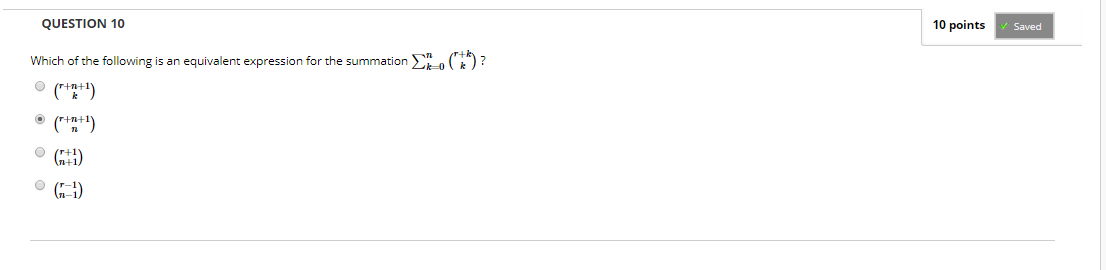 QUESTION 10
10 points
✓ Saved
Which of the following is an equivalent expression for the summation $\sum_{k=0}^{n} \binom{r+k}{k}$ ?
$\binom{r+n+1}{k}$
$\binom{r+n+1}{n}$
$\binom{r+1}{n+1}$
$\binom{r-1}{n-1}$